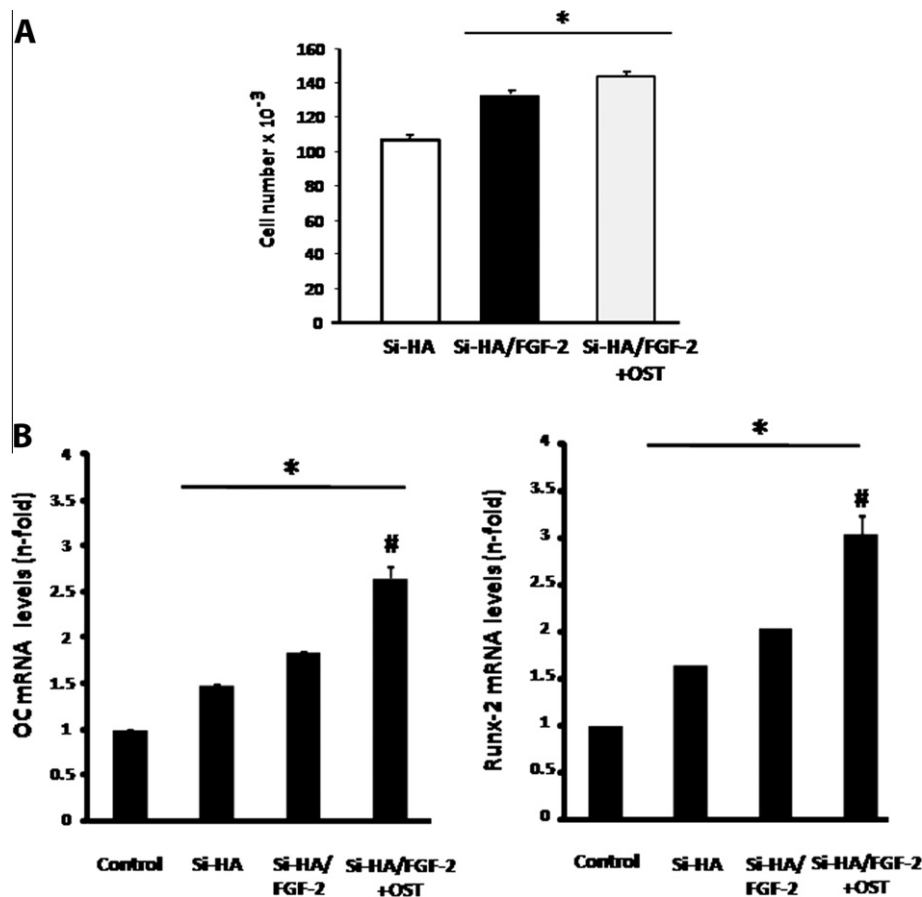 A
*
Cell number x 10-3
160
140
120
100
80
60
40
20
0
Si-HA
Si-HA/FGF-2
Si-HA/FGF-2
+OST
B
*
#
OC mRNA levels (n-fold)
4
3.5
3
2.5
2
1.5
1
0.5
0
Control
Si-HA
Si-HA/
FGF-2
Si-HA/FGF-2
+OST
*
#
Runx-2 mRNA levels (n-fold)
4
3.5
3
2.5
2
1.5
1
0.5
0
Control
Si-HA
Si-HA/
FGF-2
Si-HA/FGF-2
+OST